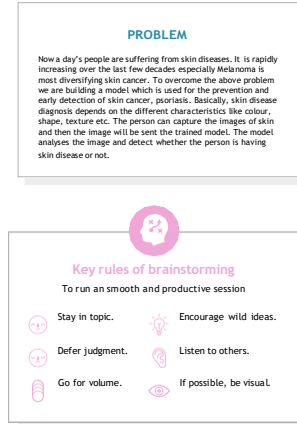 PROBLEM
Now a day's people are suffering from skin diseases. It is rapidly
increasing over the last few decades especially Melanoma is
most diversifying skin cancer. To overcome the above problem
we are building a model which is used for the prevention and
early detection of skin cancer, psoriasis. Basically, skin disease
diagnosis depends on the different characteristics like colour,
shape, texture etc. The person can capture the images of skin
and then the image will be sent the trained model. The model
analyses the image and detect whether the person is having
skin disease or not.
Key rules of brainstorming
To run an smooth and productive session
Stay in topic.
Encourage wild ideas.
Defer judgment.
Listen to others.
Go for volume.
If possible, be visual.